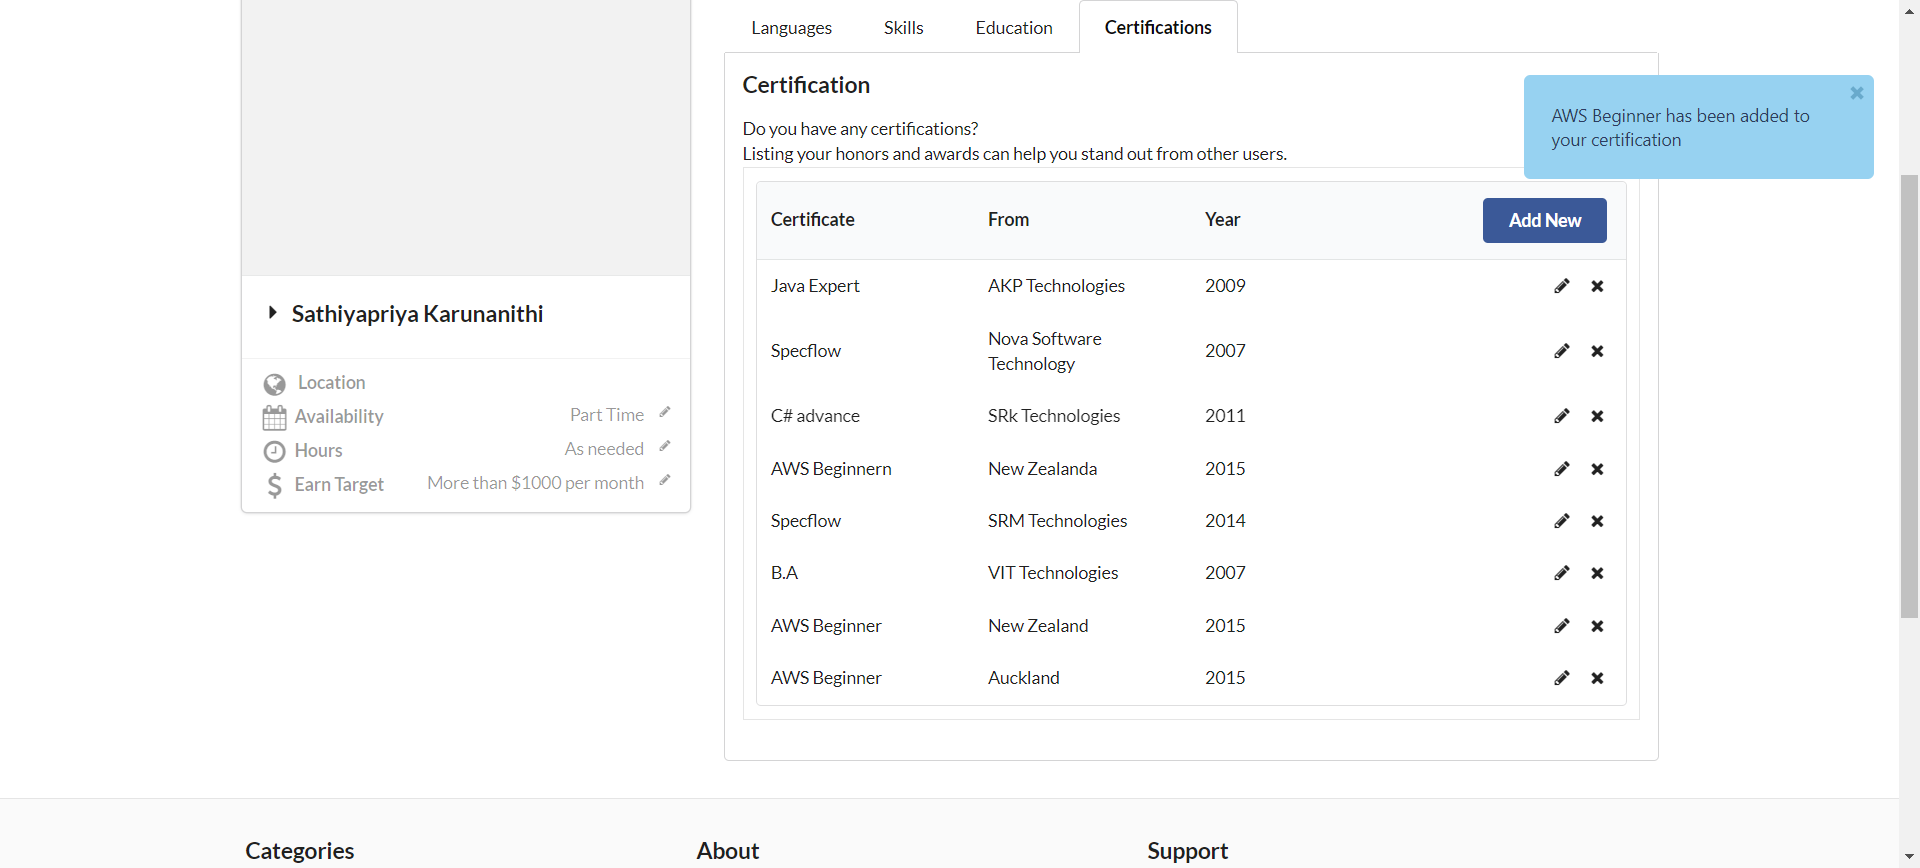 Languages Skills Education Certifications
Certification
Do you have any certifications?
Listing your honors and awards can help you stand out from other users.
AWS Beginner has been added to
your certification
Certificate From Year Add New
Java Expert AKP Technologies 2009
Specflow Nova Software Technology 2007
C# advance SRk Technologies 2011
AWS Beginnern New Zealanda 2015
Specflow SRM Technologies 2014
B.A VIT Technologies 2007
AWS Beginner New Zealand 2015
AWS Beginner Auckland 2015
Sathiyapriya Karunanithi
Location
Availability Part Time
Hours As needed
Earn Target More than $1000 per month
Categories About Support